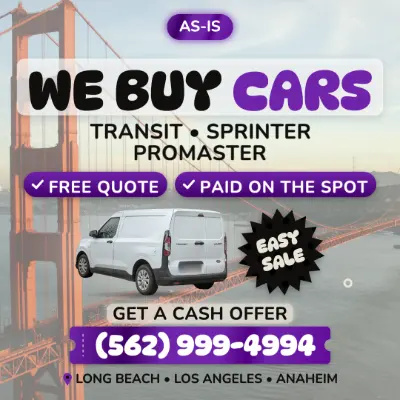 AS-IS
WE BUY CARS
TRANSIT • SPRINTER
PROMASTER
FREE QUOTE
PAID ON THE SPOT
EASY
SALE
GET A CASH OFFER
(562) 999-4994
LONG BEACH • LOS ANGELES • ANAHEIM